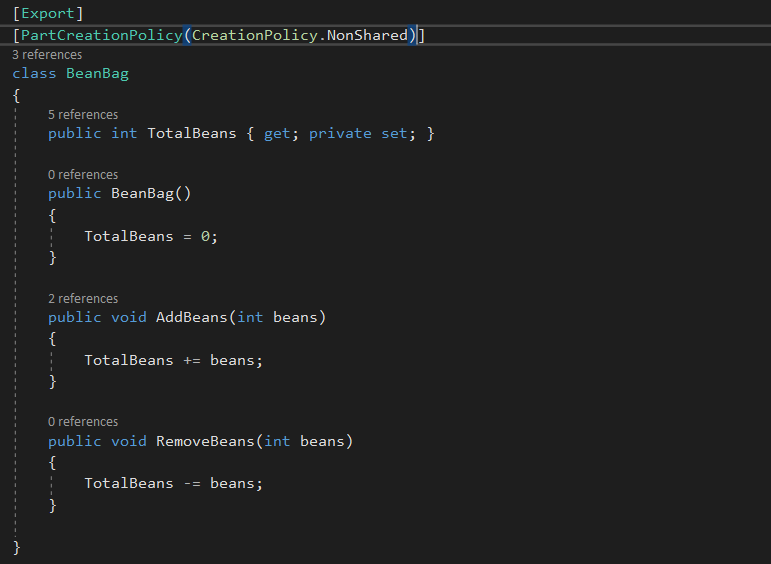 [Export]
[PartCreationPolicy(CreationPolicy.NonShared)]
3 references
class BeanBag
{
5 references
public int TotalBeans { get; private set; }
0 references
public BeanBag()
{
TotalBeans = 0;
}
2 references
public void AddBeans(int beans)
{
TotalBeans += beans;
}
0 references
public void RemoveBeans(int beans)
{
TotalBeans -= beans;
}
}